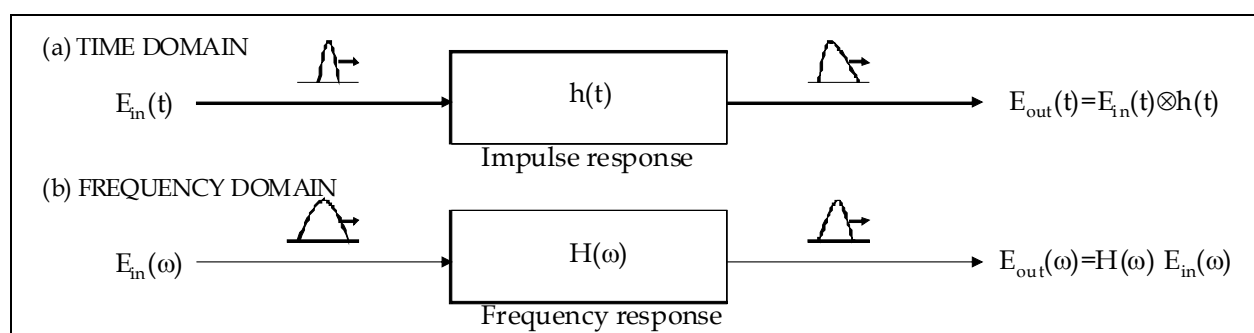 (a) TIME DOMAIN
E_in(t)
h(t)
E_out(t)=E_in(t)⊗h(t)
Impulse response
(b) FREQUENCY DOMAIN
E_in(ω)
H(ω)
E_out(ω)=H(ω) E_in(ω)
Frequency response